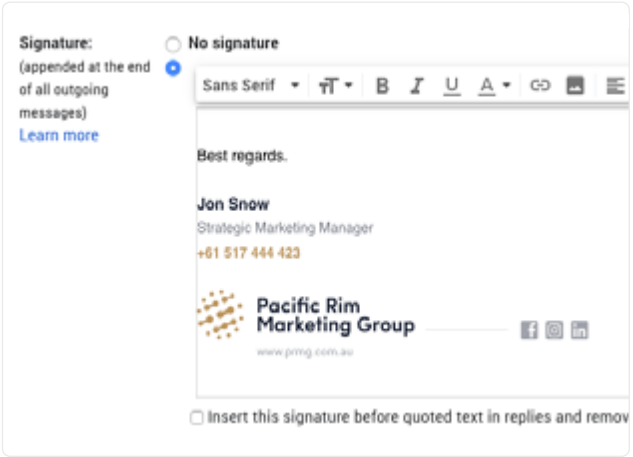 Signature:
(appended at the end
of all outgoing
messages)
Learn more
No signature
Sans Serif
Best regards.
Jon Snow
Strategic Marketing Manager
+61 517 444 423
Pacific Rim
Marketing Group
www.prmg.com.au
Insert this signature before quoted text in replies and remov